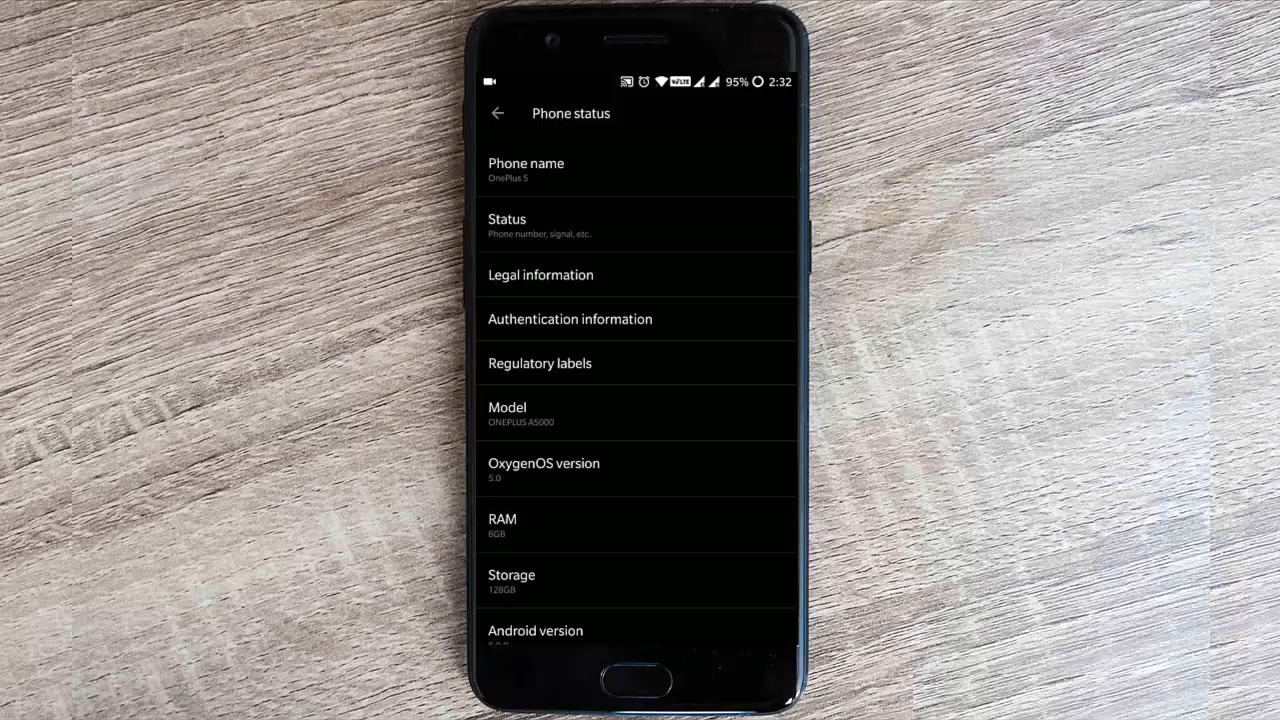 VoLTE 95% 2:32
Phone status
Phone name
OnePlus 5
Status
Phone number, signal, etc.
Legal information
Authentication information
Regulatory labels
Model
ONEPLUS A5000
OxygenOS version
5.0
RAM
8GB
Storage
128GB
Android version